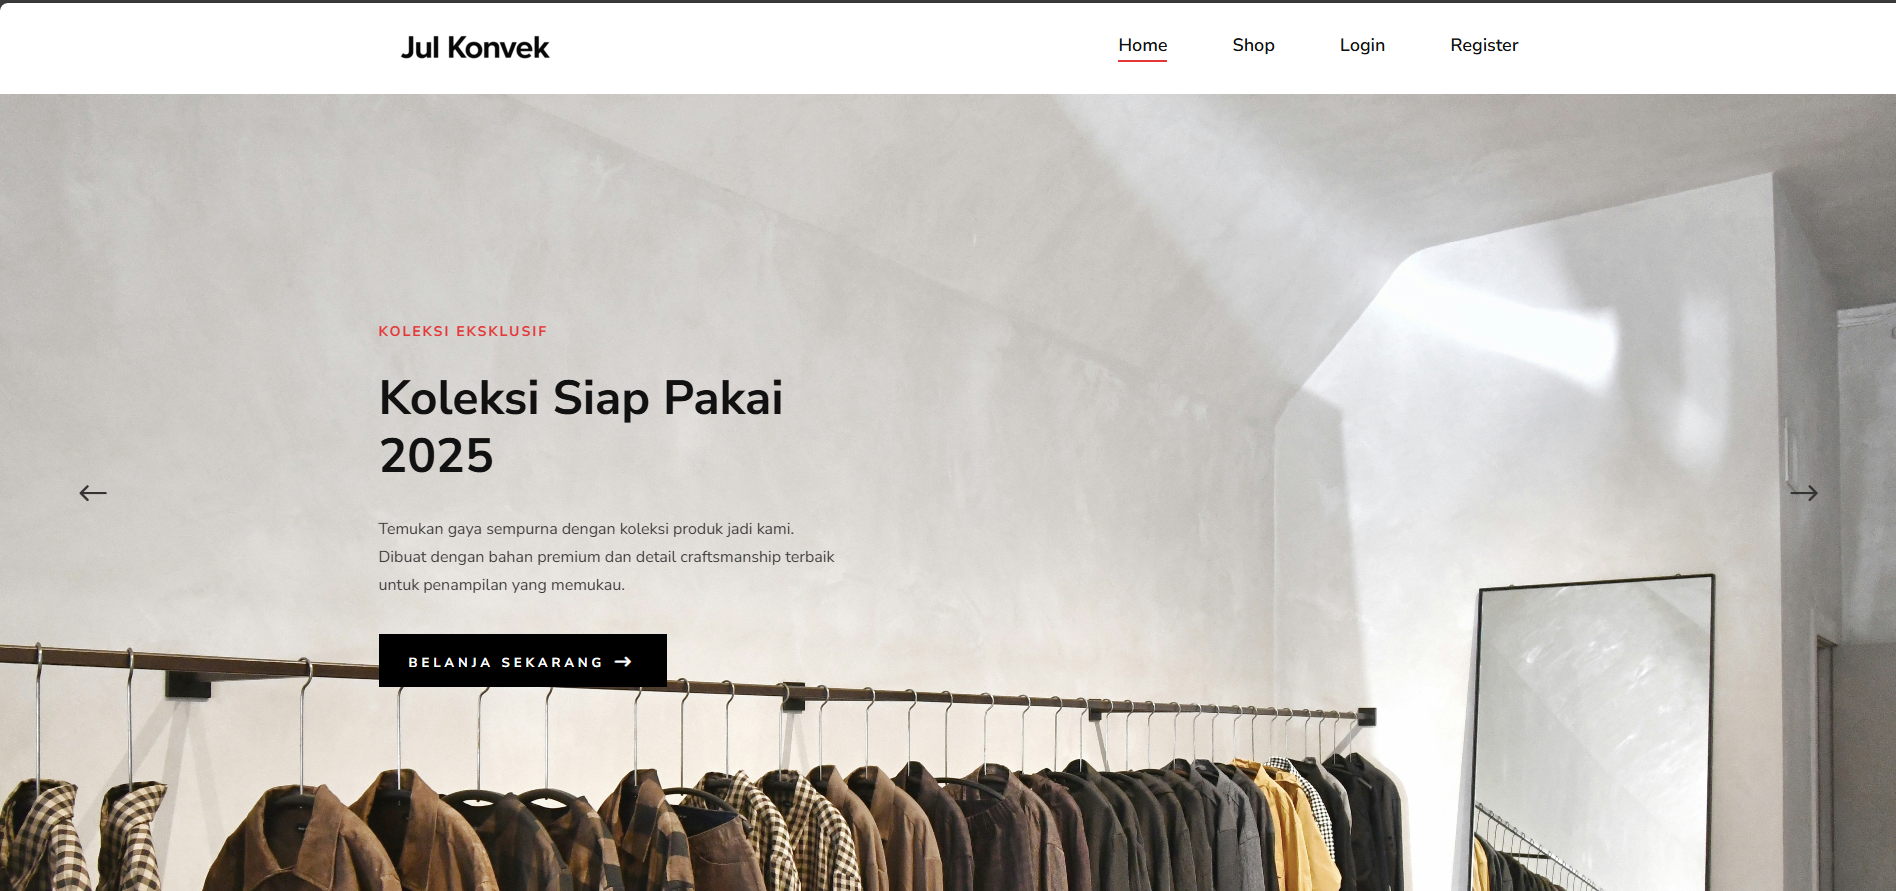 Jul Konvek
Home Shop Login Register
KOLEKSI EKSKLUSIF
Koleksi Siap Pakai
2025
Temukan gaya sempurna dengan koleksi produk jadi kami.
Dibuat dengan bahan premium dan detail craftsmanship terbaik
untuk penampilan yang memukau.
BELANJA SEKARANG →